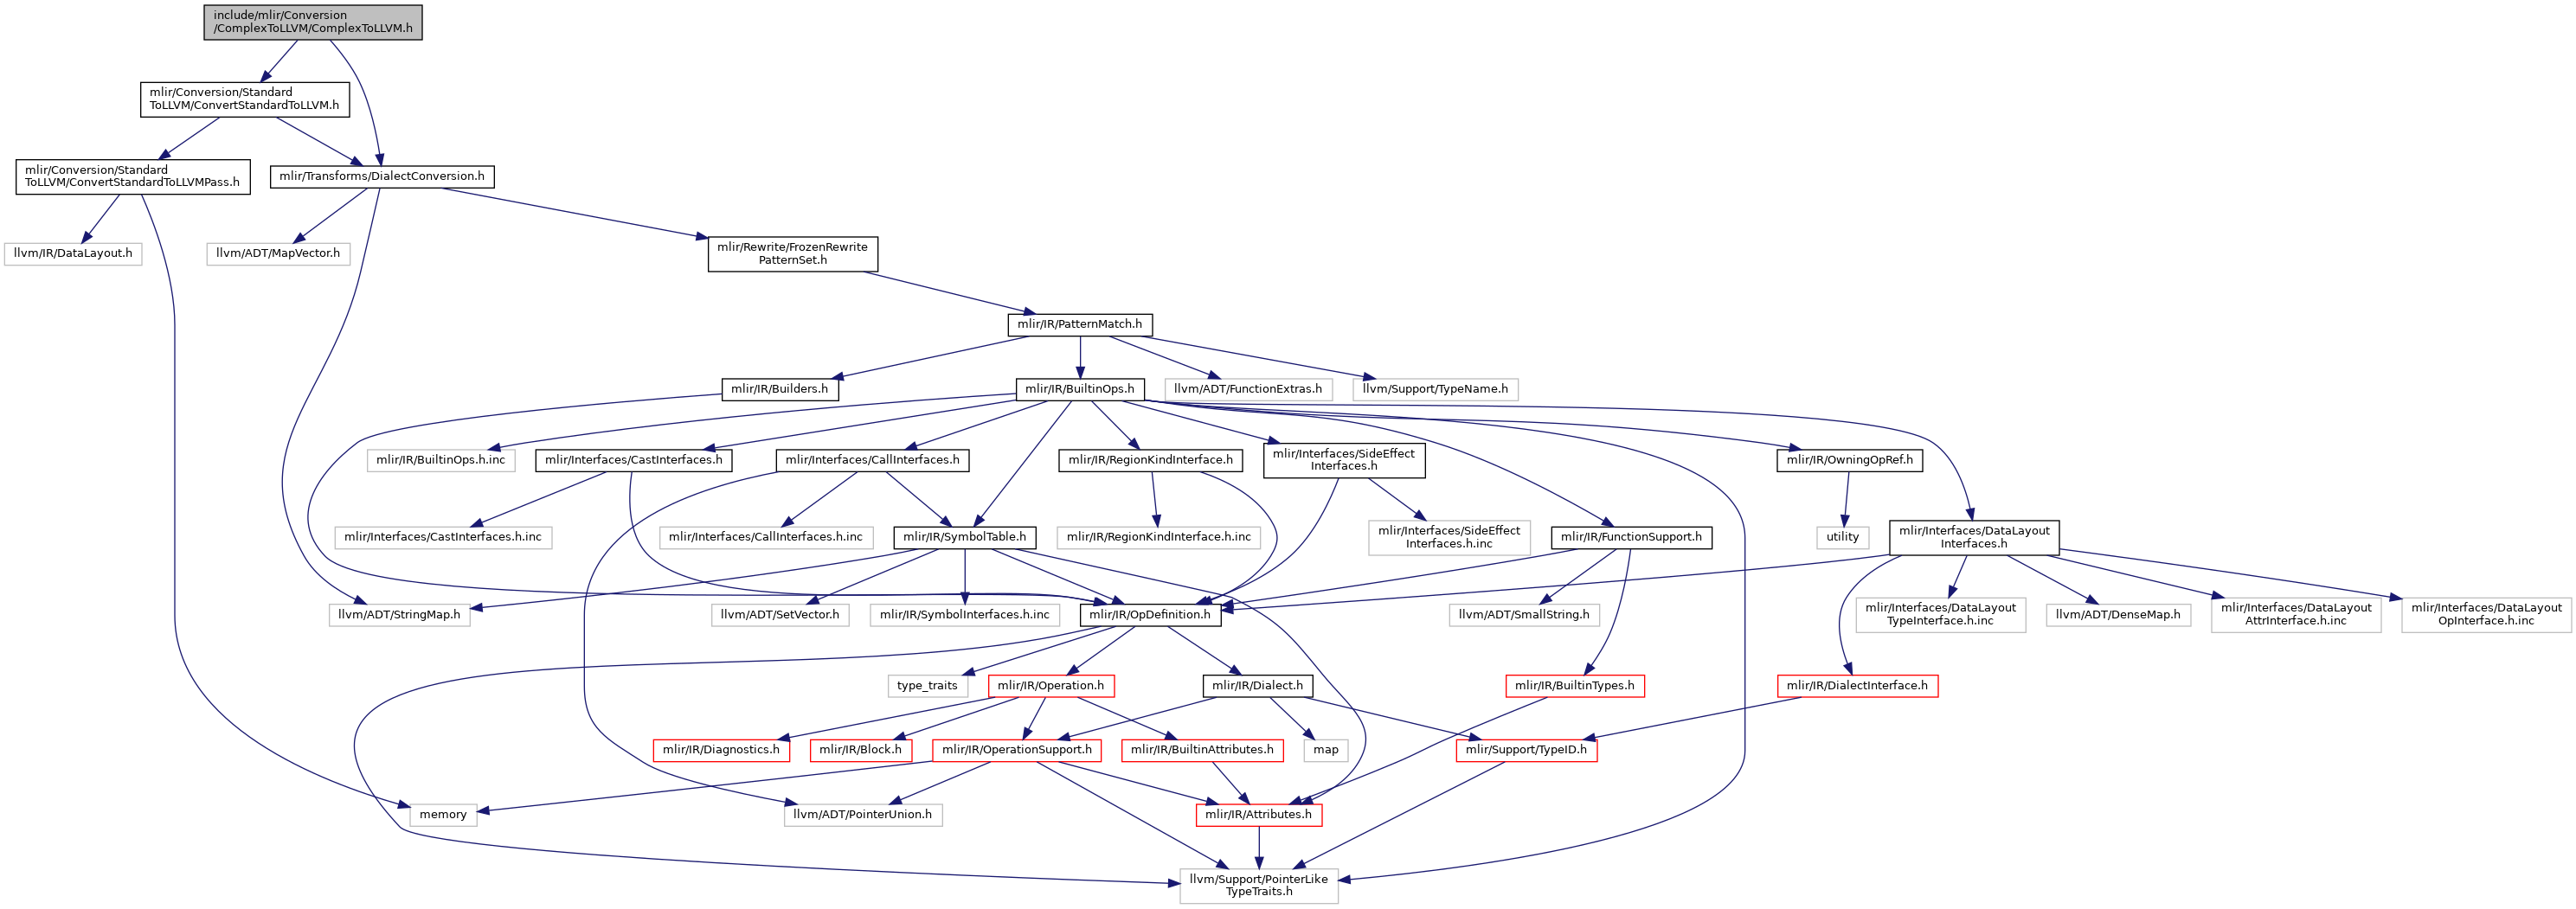 include/mlir/Conversion
/ComplexToLLVM/ComplexToLLVM.h
mlir/Conversion/Standard
ToLLVM/ConvertStandardToLLVM.h
mlir/Conversion/Standard
ToLLVM/ConvertStandardToLLVMPass.h
mlir/Transforms/DialectConversion.h
llvm/IR/DataLayout.h
llvm/ADT/MapVector.h
mlir/Rewrite/FrozenRewrite
PatternSet.h
mlir/IR/PatternMatch.h
mlir/IR/Builders.h
mlir/IR/BuiltinOps.h
llvm/ADT/FunctionExtras.h
llvm/Support/TypeName.h
mlir/IR/BuiltinOps.h.inc
mlir/Interfaces/CastInterfaces.h
mlir/Interfaces/CallInterfaces.h
mlir/IR/RegionKindInterface.h
mlir/Interfaces/SideEffect
Interfaces.h
mlir/IR/OwningOpRef.h
mlir/Interfaces/CastInterfaces.h.inc
mlir/Interfaces/CallInterfaces.h.inc
mlir/IR/SymbolTable.h
mlir/IR/RegionKindInterface.h.inc
mlir/Interfaces/SideEffect
Interfaces.h.inc
mlir/IR/FunctionSupport.h
utility
mlir/Interfaces/DataLayout
Interfaces.h
llvm/ADT/StringMap.h
llvm/ADT/SetVector.h
mlir/IR/SymbolInterfaces.h.inc
mlir/IR/OpDefinition.h
llvm/ADT/SmallString.h
mlir/Interfaces/DataLayout
TypeInterface.h.inc
llvm/ADT/DenseMap.h
mlir/Interfaces/DataLayout
AttrInterface.h.inc
mlir/Interfaces/DataLayout
OpInterface.h.inc
type_traits
mlir/IR/Operation.h
mlir/IR/Dialect.h
mlir/IR/BuiltinTypes.h
mlir/IR/DialectInterface.h
mlir/IR/Diagnostics.h
mlir/IR/Block.h
mlir/IR/OperationSupport.h
mlir/IR/BuiltinAttributes.h
map
mlir/Support/TypeID.h
memory
llvm/ADT/PointerUnion.h
mlir/IR/Attributes.h
llvm/Support/PointerLike
TypeTraits.h